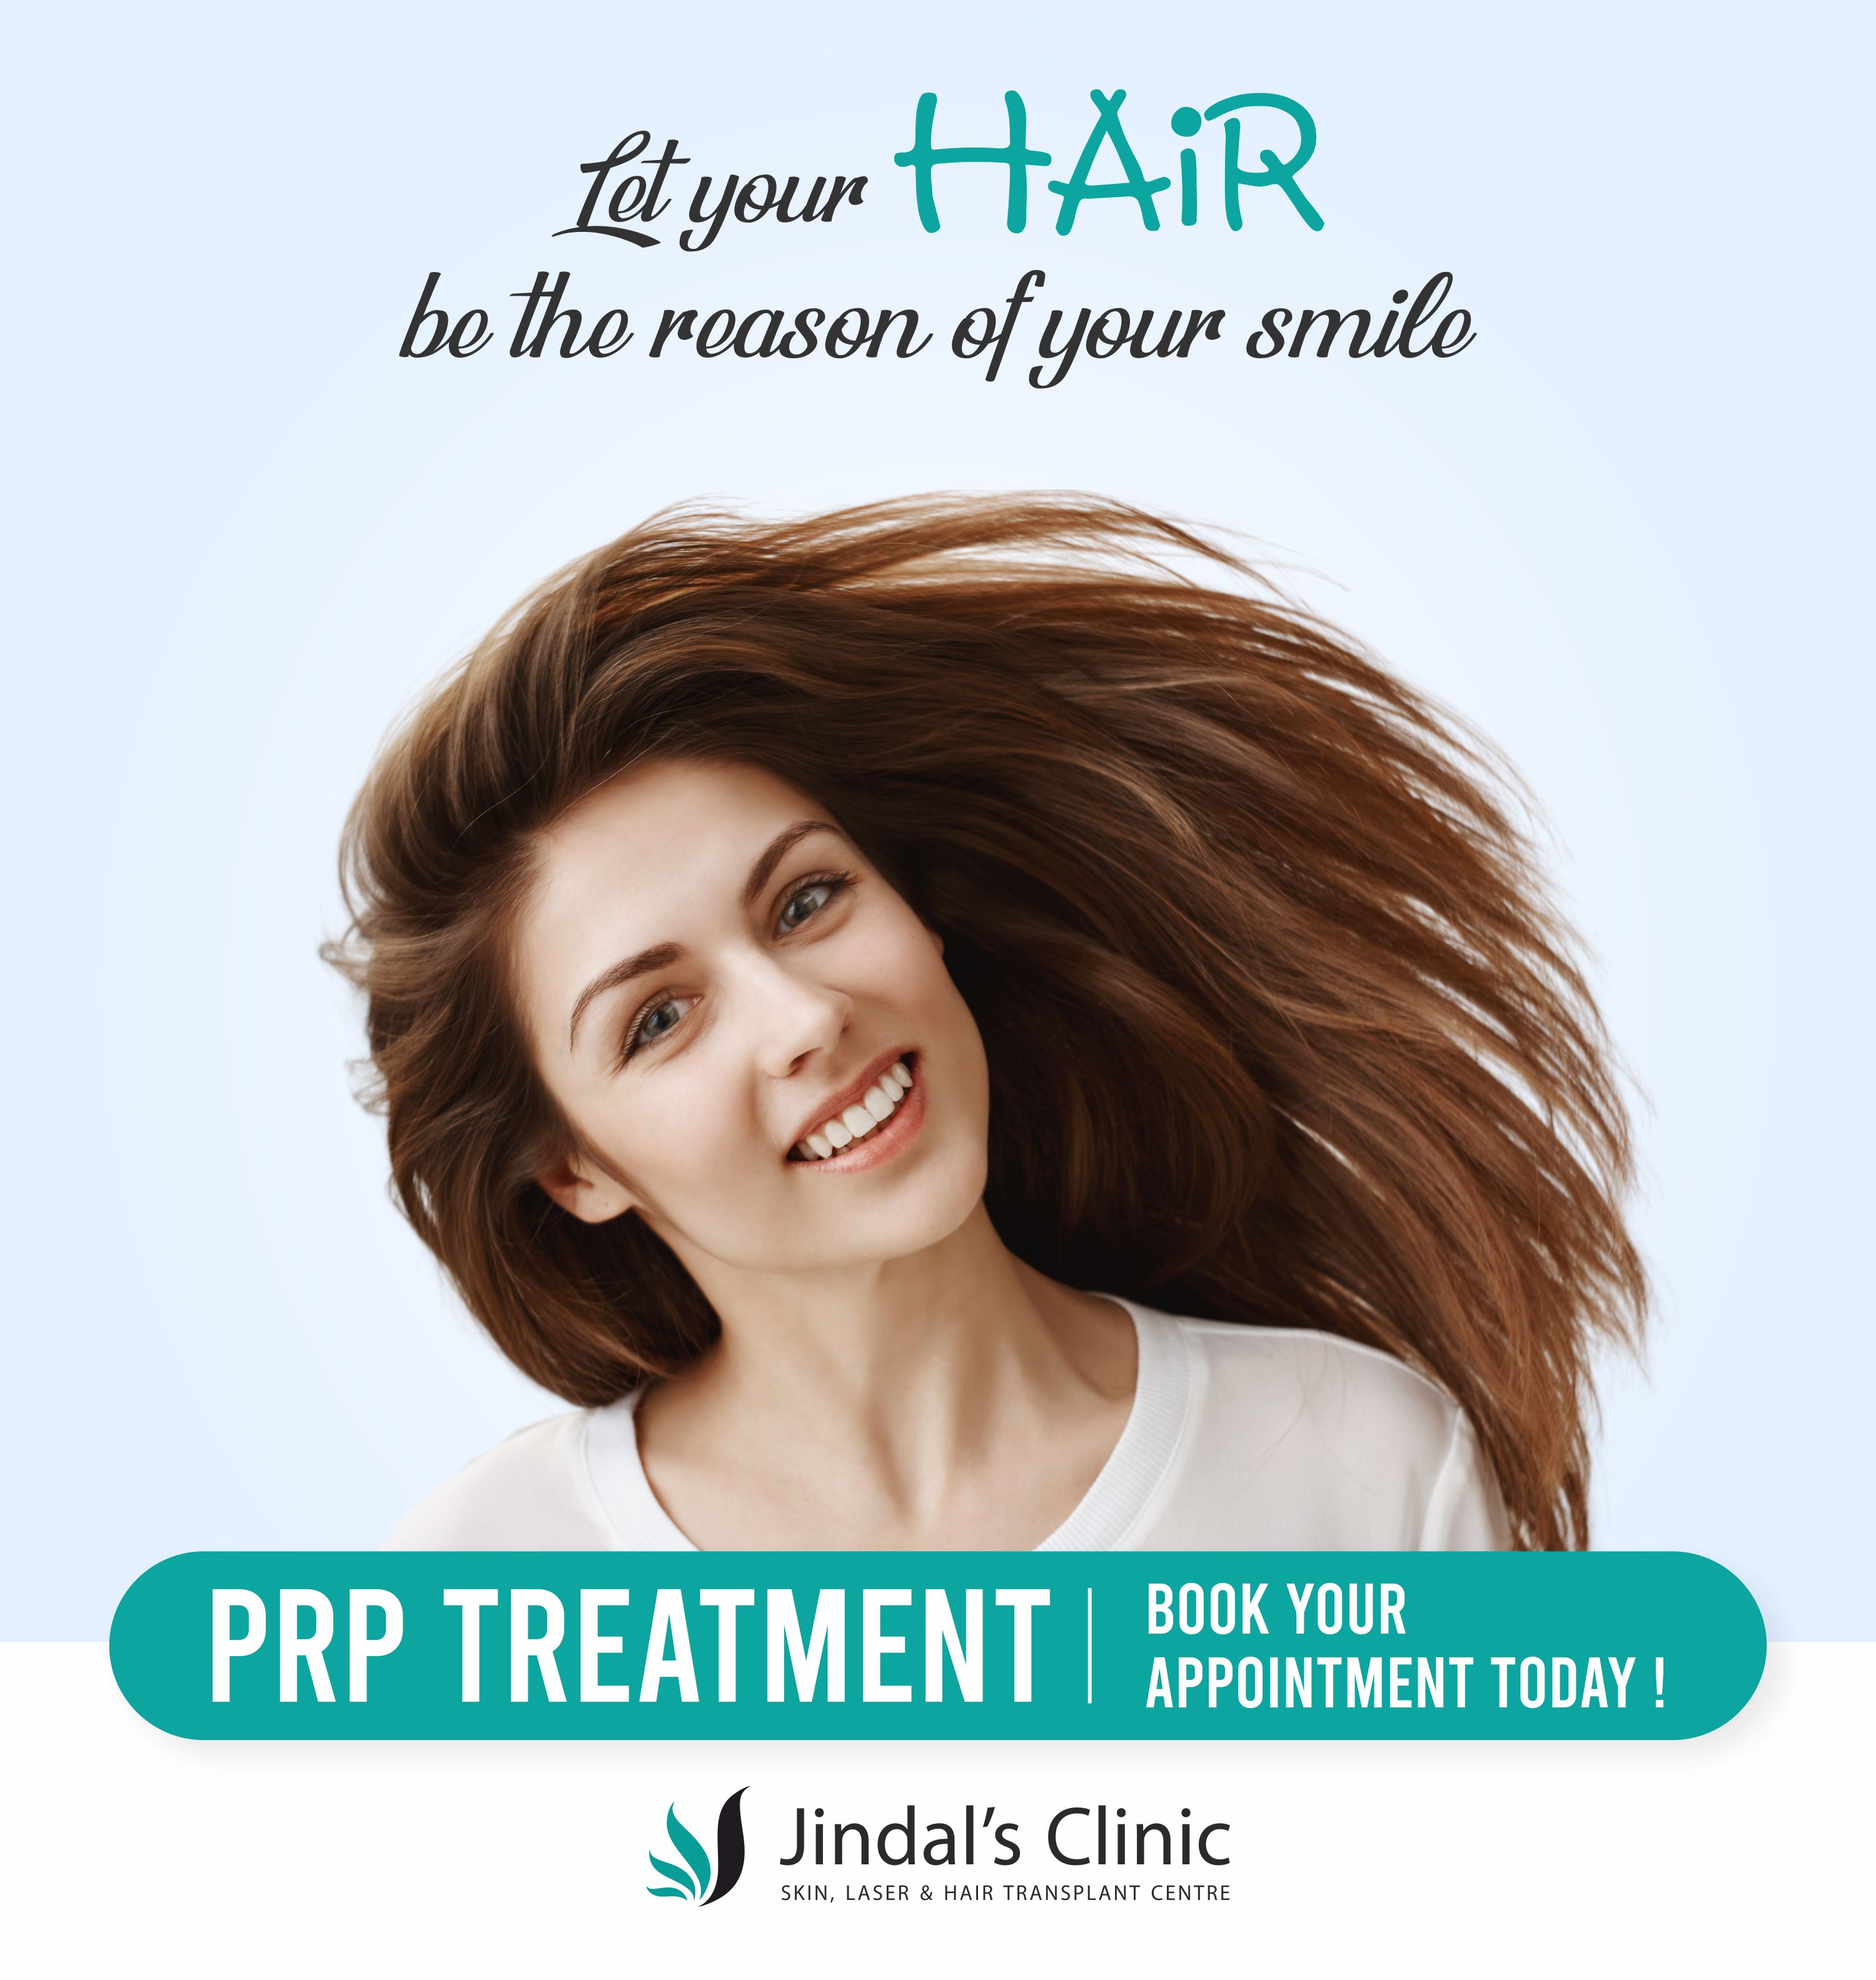 Let your HAiR
be the reason of your smile
PRP TREATMENT
BOOK YOUR
APPOINTMENT TODAY !
Jindal's Clinic
SKIN, LASER & HAIR TRANSPLANT CENTRE